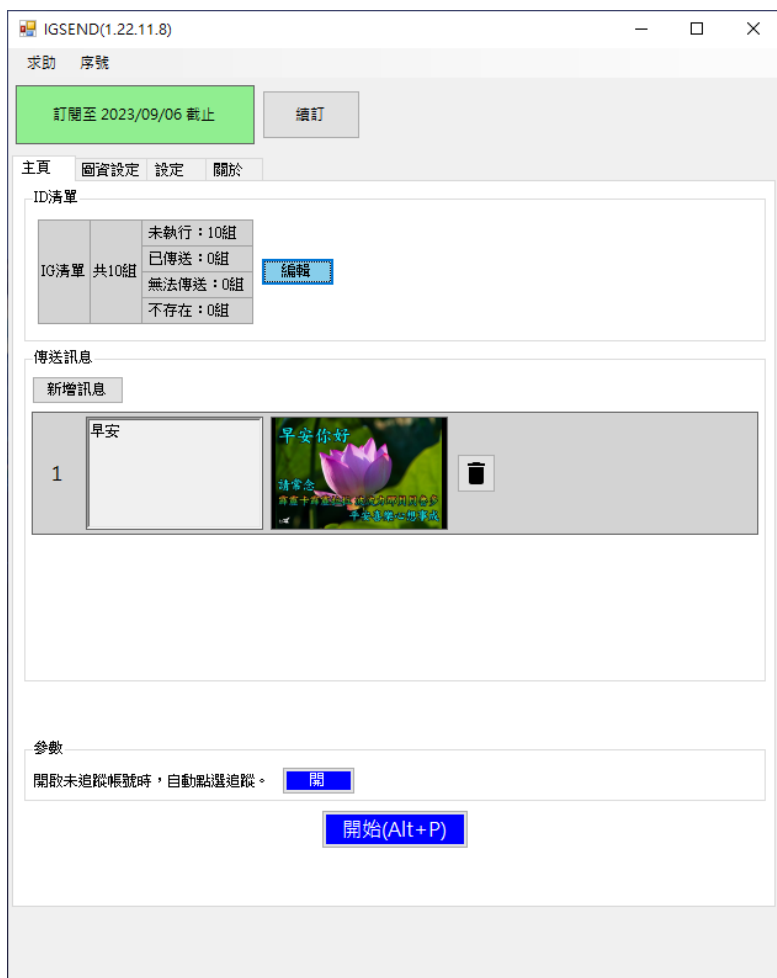 IGSEND(1.22.11.8)
求助 序號
訂閱至 2023/09/06 截止 續訂
主頁 圖資設定 設定 關於
ID清單
IG清單 共10組
未執行：10組
已傳送：0組
無法傳送：0組
不存在：0組
編輯
傳送訊息
新增訊息
1
早安
早安你好
請常念
平安喜樂心想事成
參數
開啟未追蹤帳號時，自動點選追蹤。 開
開始(Alt+P)